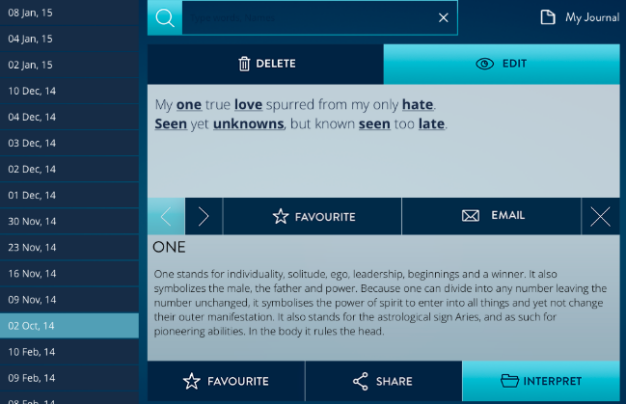 08 Jan, 15
04 Jan, 15
02 Jan, 15
10 Dec, 14
04 Dec, 14
03 Dec, 14
02 Dec, 14
01 Dec, 14
30 Nov, 14
23 Nov, 14
16 Nov, 14
09 Nov, 14
02 Oct, 14
10 Feb, 14
09 Feb, 14
08 Feb, 14
My Journal
DELETE
EDIT
My one true love spurred from my only hate.
Seen yet unknowns, but known seen too late.
FAVOURITE
EMAIL
ONE
One stands for individuality, solitude, ego, leadership, beginnings and a winner. It also
symbolizes the male, the father and power. Because one can divide into any number leaving the
number unchanged, it symbolises the power of spirit to enter into all things and yet not change
their outer manifestation. It also stands for the astrological sign Aries, and as such for
pioneering abilities. In the body it rules the head.
FAVOURITE
SHARE
INTERPRET